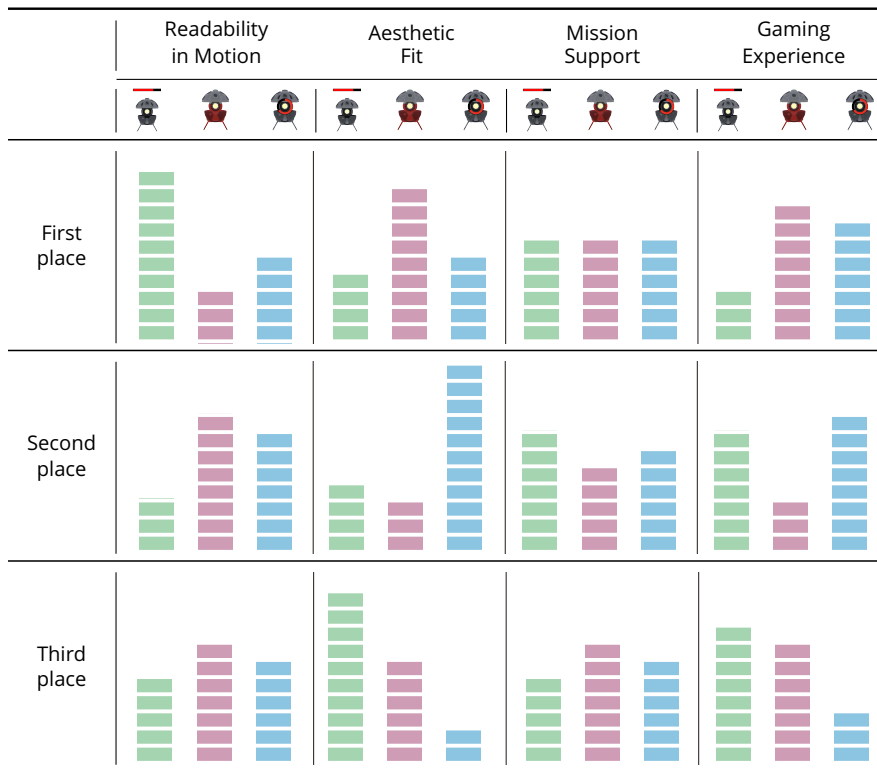 Readability
in Motion
Aesthetic
Fit
Mission
Support
Gaming
Experience
First
place
Second
place
Third
place